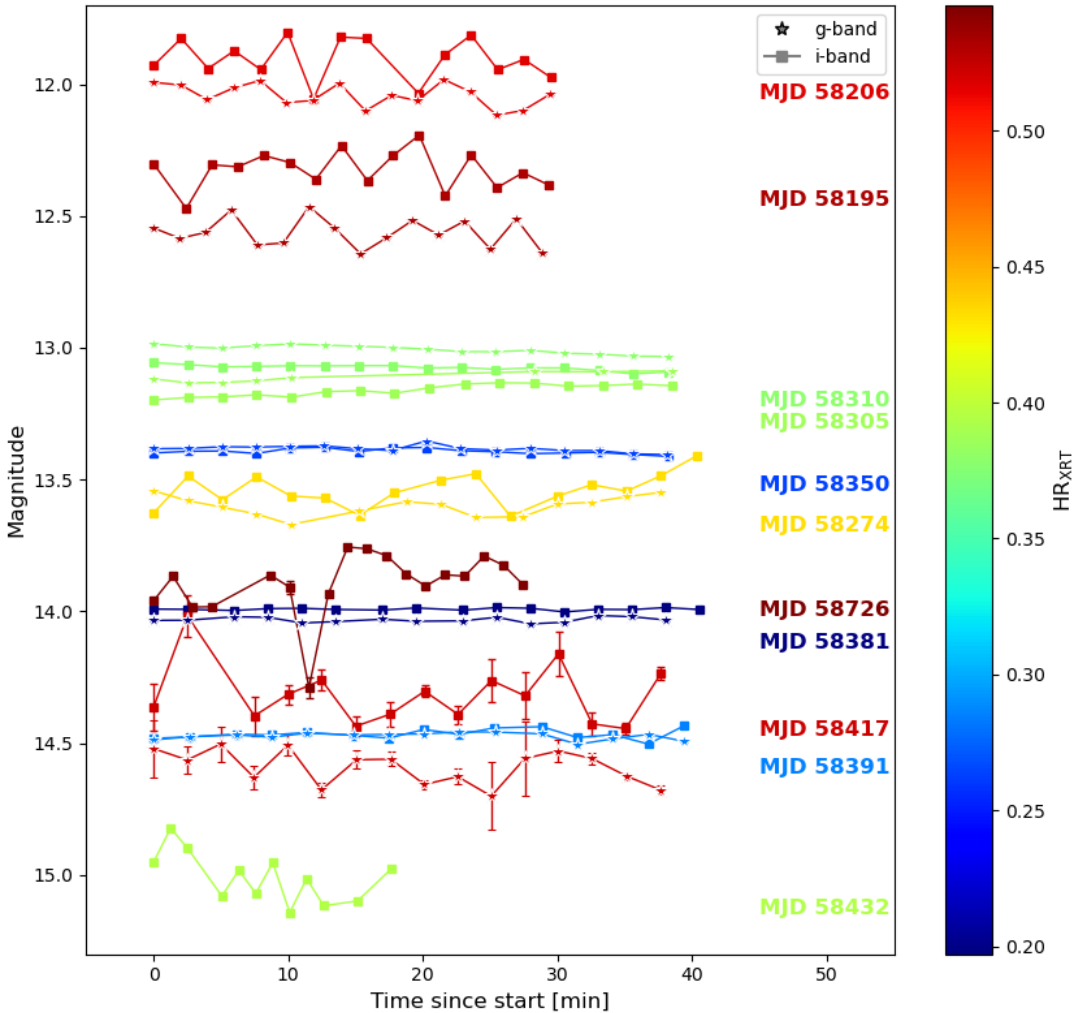 g-band
i-band
12.0
12.5
13.0
13.5
14.0
14.5
15.0
Magnitude
MJD 58206
MJD 58195
MJD 58310
MJD 58305
MJD 58350
MJD 58274
MJD 58726
MJD 58381
MJD 58417
MJD 58391
MJD 58432
0
10
20
30
40
50
Time since start [min]
0.50
0.45
0.40
0.35
0.30
0.25
0.20
HR_XRT